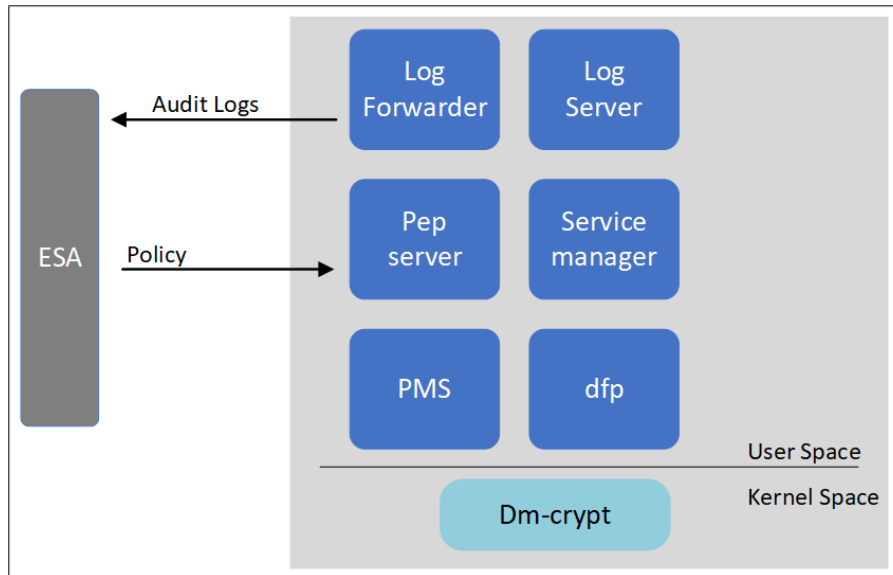 Log
Forwarder
Log
Server
Audit Logs
ESA
Policy
Pep
server
Service
manager
PMS
dfp
User Space
Kernel Space
Dm-crypt